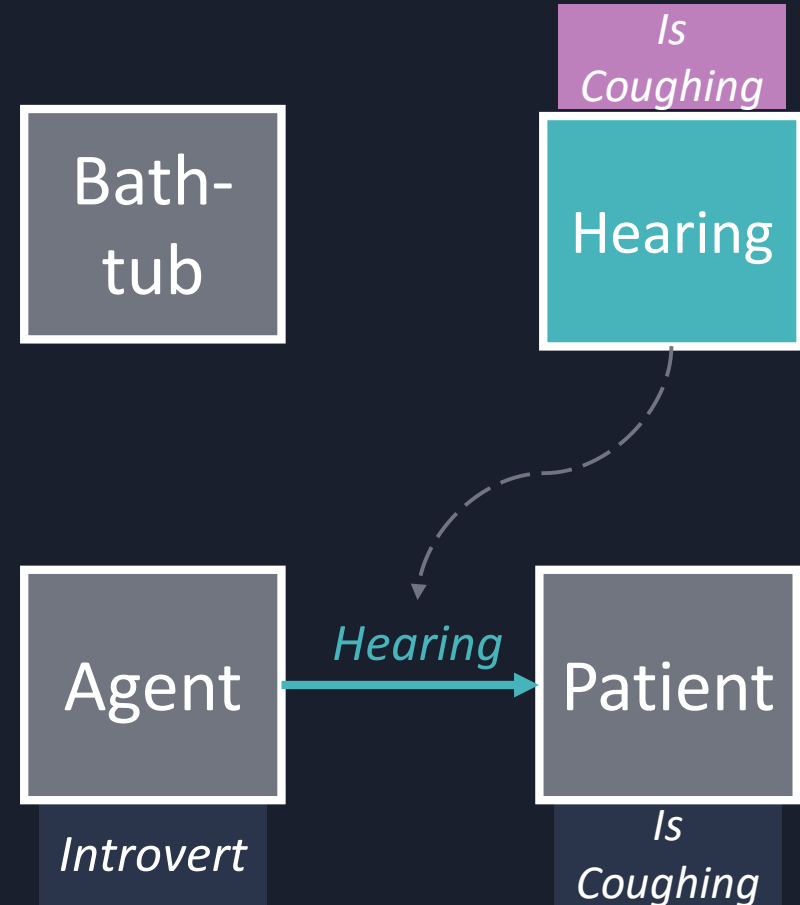 Is
Coughing
Bath-
tub
Hearing
Hearing
Agent
Patient
Introvert
Is
Coughing